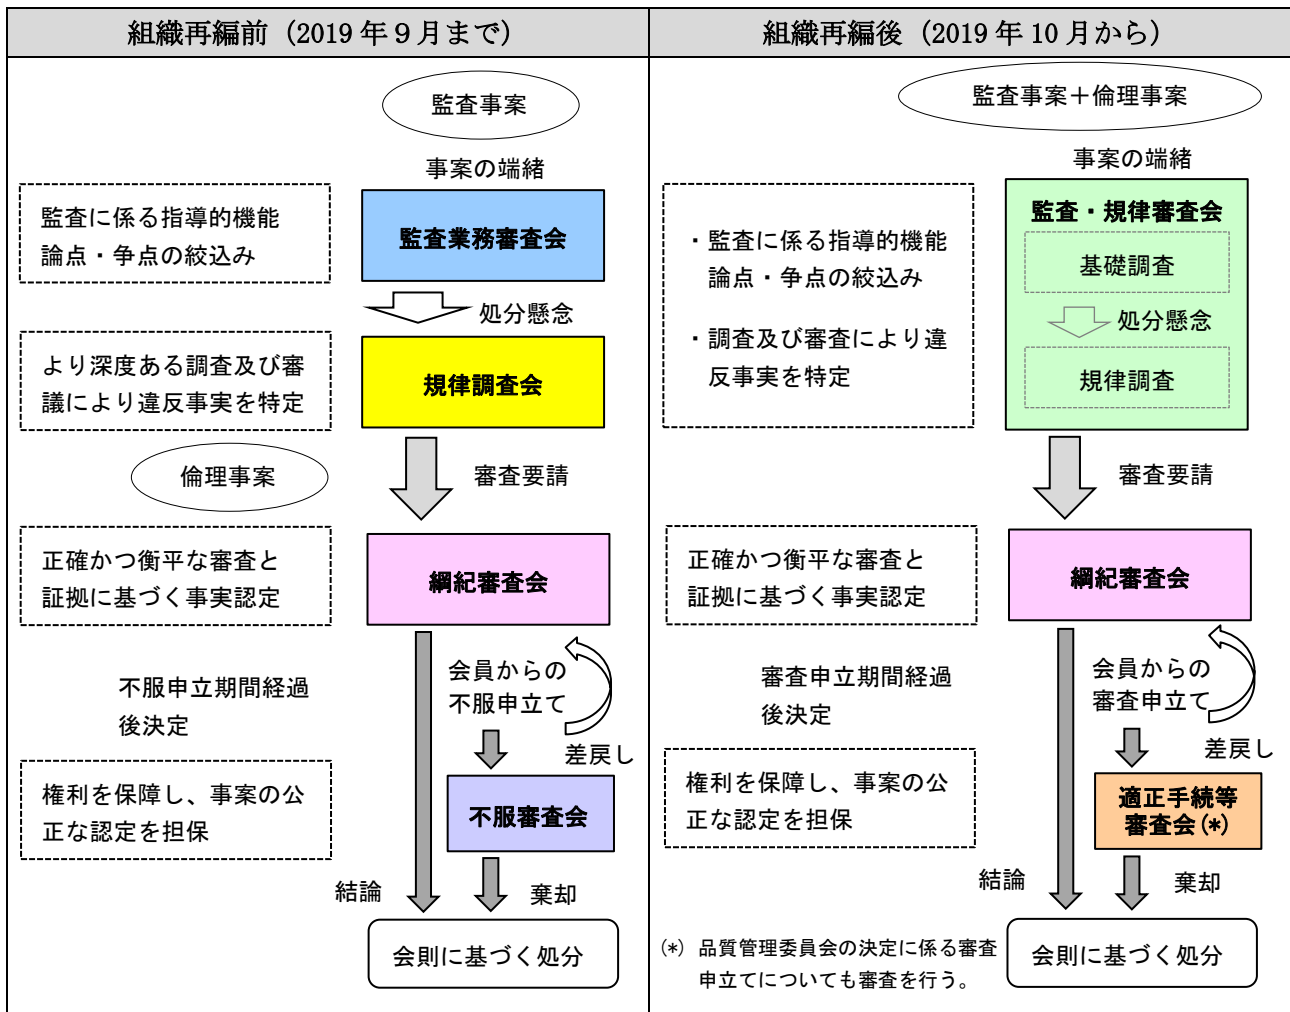 組織再編前（2019 年９月まで）
監査事案
事案の端緒
監査に係る指導的機能
論点・争点の絞込み
監査業務審査会
処分懸念
より深度ある調査及び審
議により違反事実を特定
規律調査会
倫理事案
審査要請
正確かつ衡平な審査と
証拠に基づく事実認定
綱紀審査会
不服申立期間経過
後決定
会員からの
不服申立て
差戻し
権利を保障し、事案の公
正な認定を担保
不服審査会
結論
棄却
会則に基づく処分
組織再編後（2019 年 10 月から）
監査事案＋倫理事案
事案の端緒
・監査に係る指導的機能
論点・争点の絞込み
・調査及び審査により違
反事実を特定
監査・規律審査会
基礎調査
処分懸念
規律調査
審査要請
正確かつ衡平な審査と
証拠に基づく事実認定
綱紀審査会
審査申立期間経過
後決定
会員からの
審査申立て
差戻し
権利を保障し、事案の公
正な認定を担保
適正手続等
審査会(*)
結論
棄却
(*) 品質管理委員会の決定に係る審査
申立てについても審査を行う。
会則に基づく処分